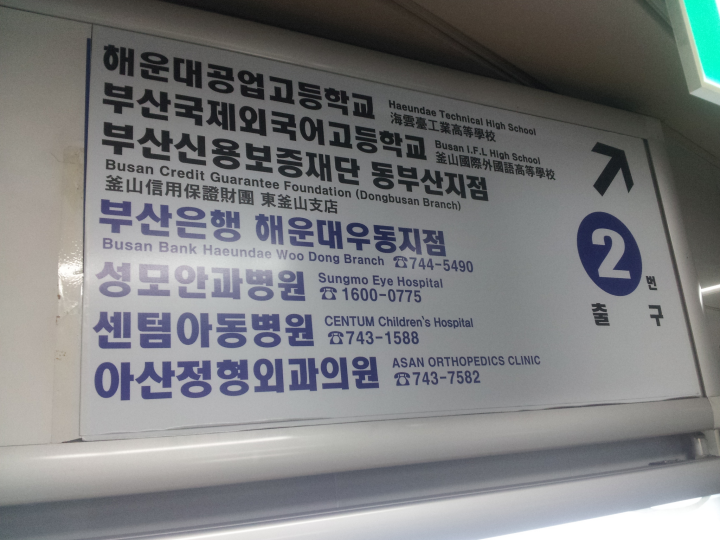 해운대공업고등학교 Haeundae Technical High School
海雲臺工業高等學校
부산국제외국어고등학교 Busan I.F.L High School
釜山國際外國語高等學校
부산신용보증재단 동부산지점
Busan Credit Guarantee Foundation (Dongbusan Branch)
釜山信用保證財團 東釜山支店
부산은행 해운대우동지점
Busan Bank Haeundae Woo Dong Branch ☎744-5490
성모안과병원 Sungmo Eye Hospital
☎1600-0775
센텀아동병원 CENTUM Children's Hospital
☎743-1588
아산정형외과의원 ASAN ORTHOPEDICS CLINIC
☎743-7582
2번
출구